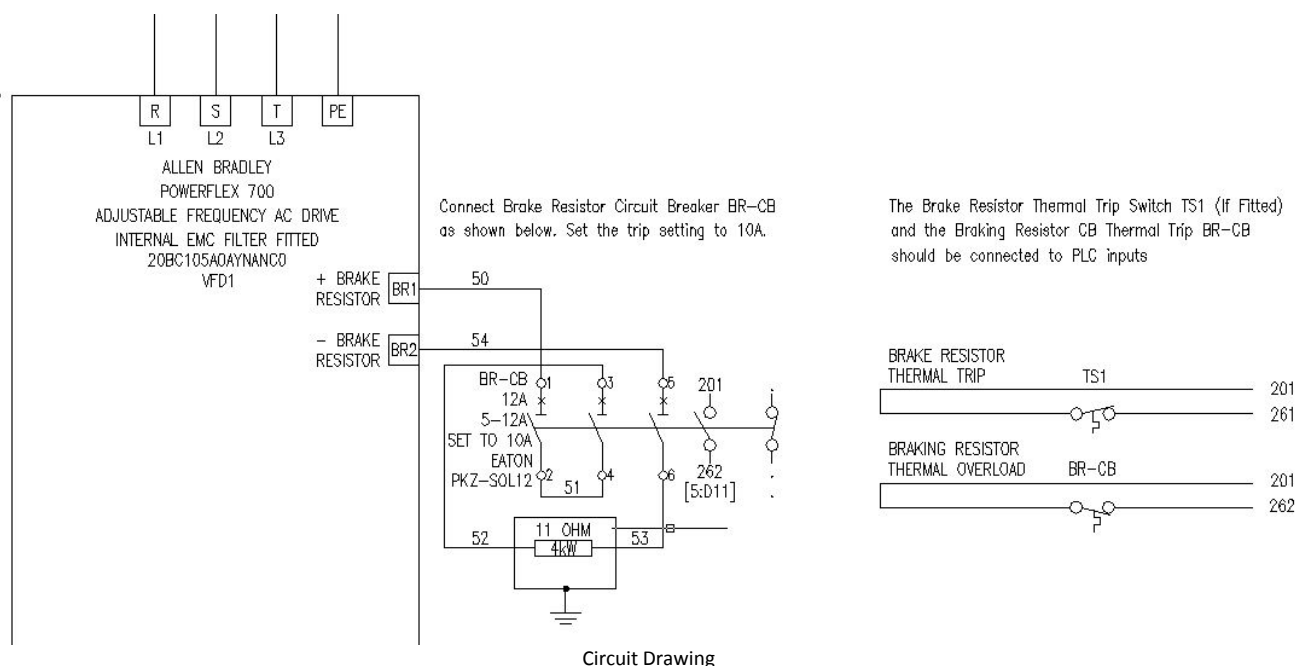 R
S
T
PE
L1
L2
L3
ALLEN BRADLEY
POWERFLEX 700
ADJUSTABLE FREQUENCY AC DRIVE
INTERNAL EMC FILTER FITTED
20BC105A0AYNANC0
VFD1
+ BRAKE
RESISTOR
BR1
50
- BRAKE
RESISTOR
BR2
54
Connect Brake Resistor Circuit Breaker BR-CB
as shown below. Set the trip setting to 10A.
BR-CB
1
3
5
201
12A
5-12A
SET TO 10A
EATON
PKZ-SOL12
2
4
6
51
262
[5:D11]
52
11 OHM
4kW
53
The Brake Resistor Thermal Trip Switch TS1 (If Fitted)
and the Braking Resistor CB Thermal Trip BR-CB
should be connected to PLC inputs
BRAKE RESISTOR
THERMAL TRIP
TS1
201
261
BRAKING RESISTOR
THERMAL OVERLOAD
BR-CB
201
262
Circuit Drawing